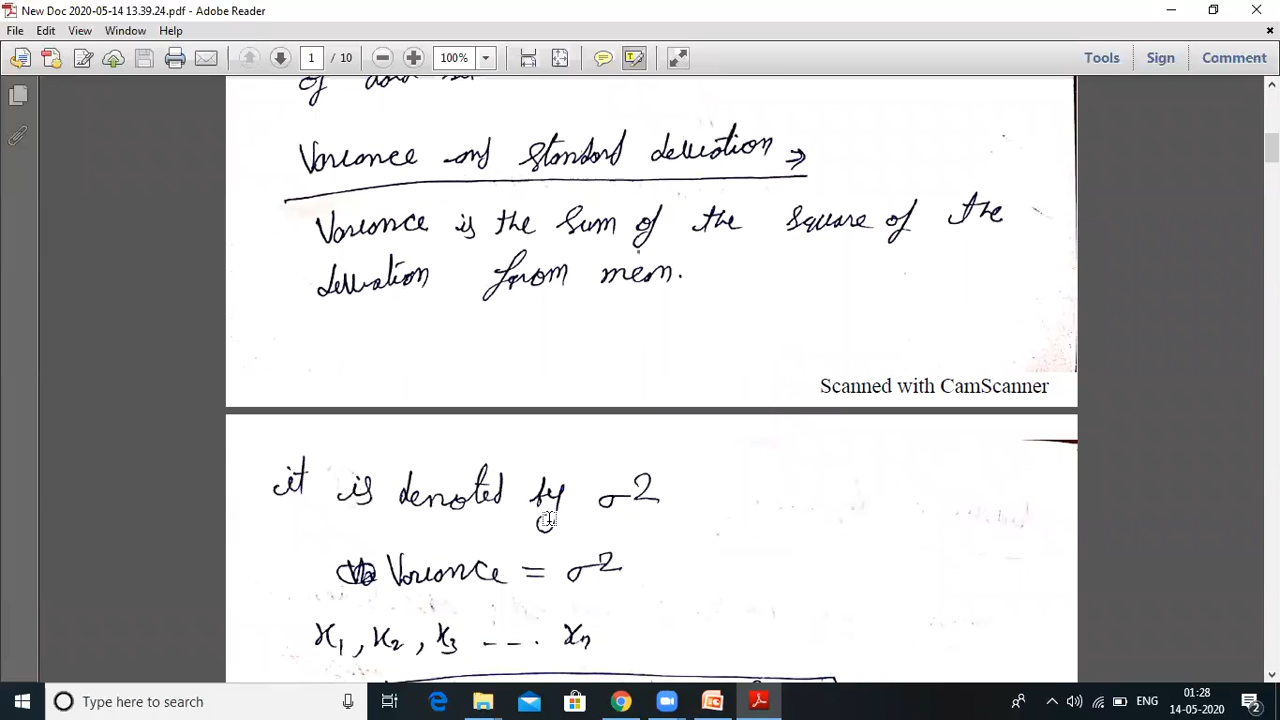 New Doc 2020-05-14 13.39.24.pdf - Adobe Reader
File Edit View Window Help
1 / 10 100% Tools Sign Comment
of data set
Variance and standard deviation ⇒
Variance is the sum of the square of the
deviation from mean.
Scanned with CamScanner
it is denoted by σ2
Variance = σ2
x1, x2, x3 --. xn
Type here to search ENG 01:28
14-05-2020 2